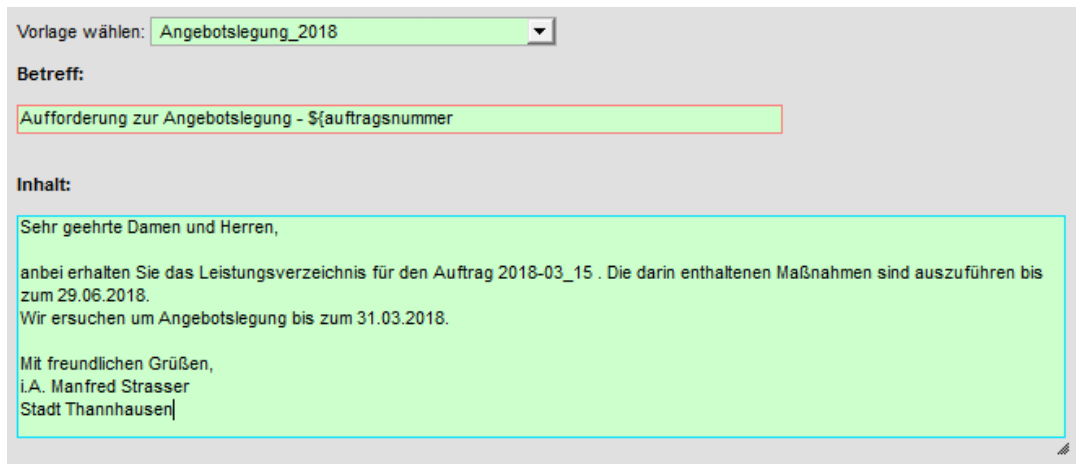 Vorlage wählen: Angebotslegung_2018
Betreff:
Aufforderung zur Angebotslegung - ${auftragsnummer
Inhalt:
Sehr geehrte Damen und Herren,
anbei erhalten Sie das Leistungsverzeichnis für den Auftrag 2018-03_15 . Die darin enthaltenen Maßnahmen sind auszuführen bis
zum 29.06.2018.
Wir ersuchen um Angebotslegung bis zum 31.03.2018.
Mit freundlichen Grüßen,
i.A. Manfred Strasser
Stadt Thannhausen